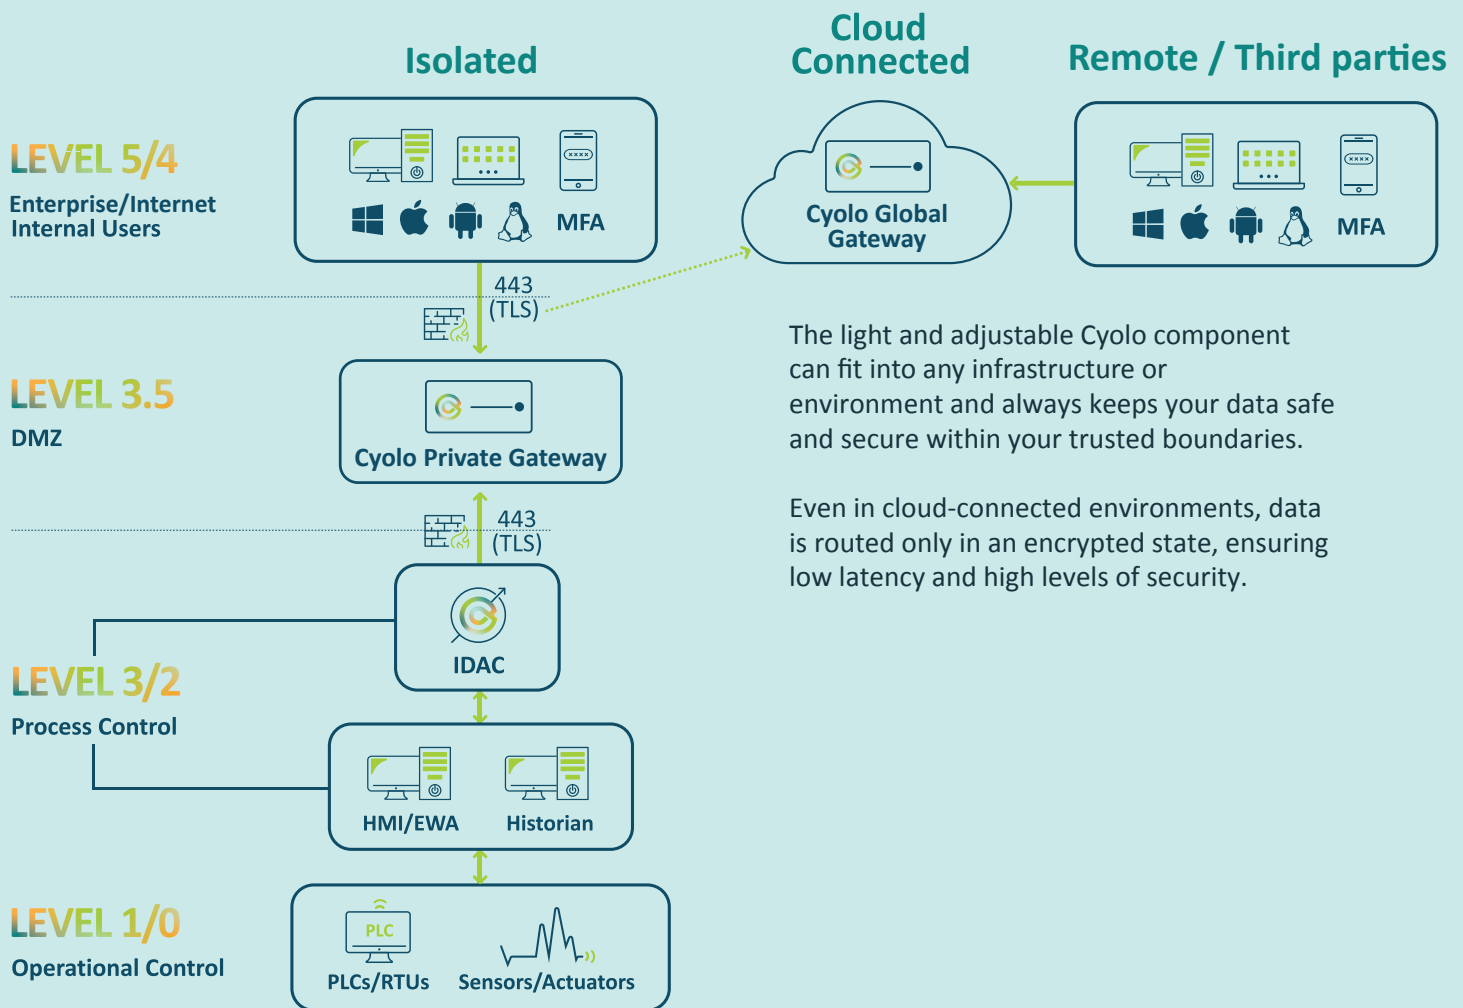 Isolated
Cloud
Connected
Remote / Third parties
LEVEL 5/4
Enterprise/Internet
Internal Users
MFA
Cyolo Global
Gateway
xxxx
MFA
xxxx
443
(TLS)
The light and adjustable Cyolo component
can fit into any infrastructure or
environment and always keeps your data safe
and secure within your trusted boundaries.
Even in cloud-connected environments, data
is routed only in an encrypted state, ensuring
low latency and high levels of security.
LEVEL 3.5
DMZ
Cyolo Private Gateway
443
(TLS)
IDAC
LEVEL 3/2
Process Control
HMI/EWA
Historian
LEVEL 1/0
Operational Control
PLC
PLCs/RTUs
Sensors/Actuators